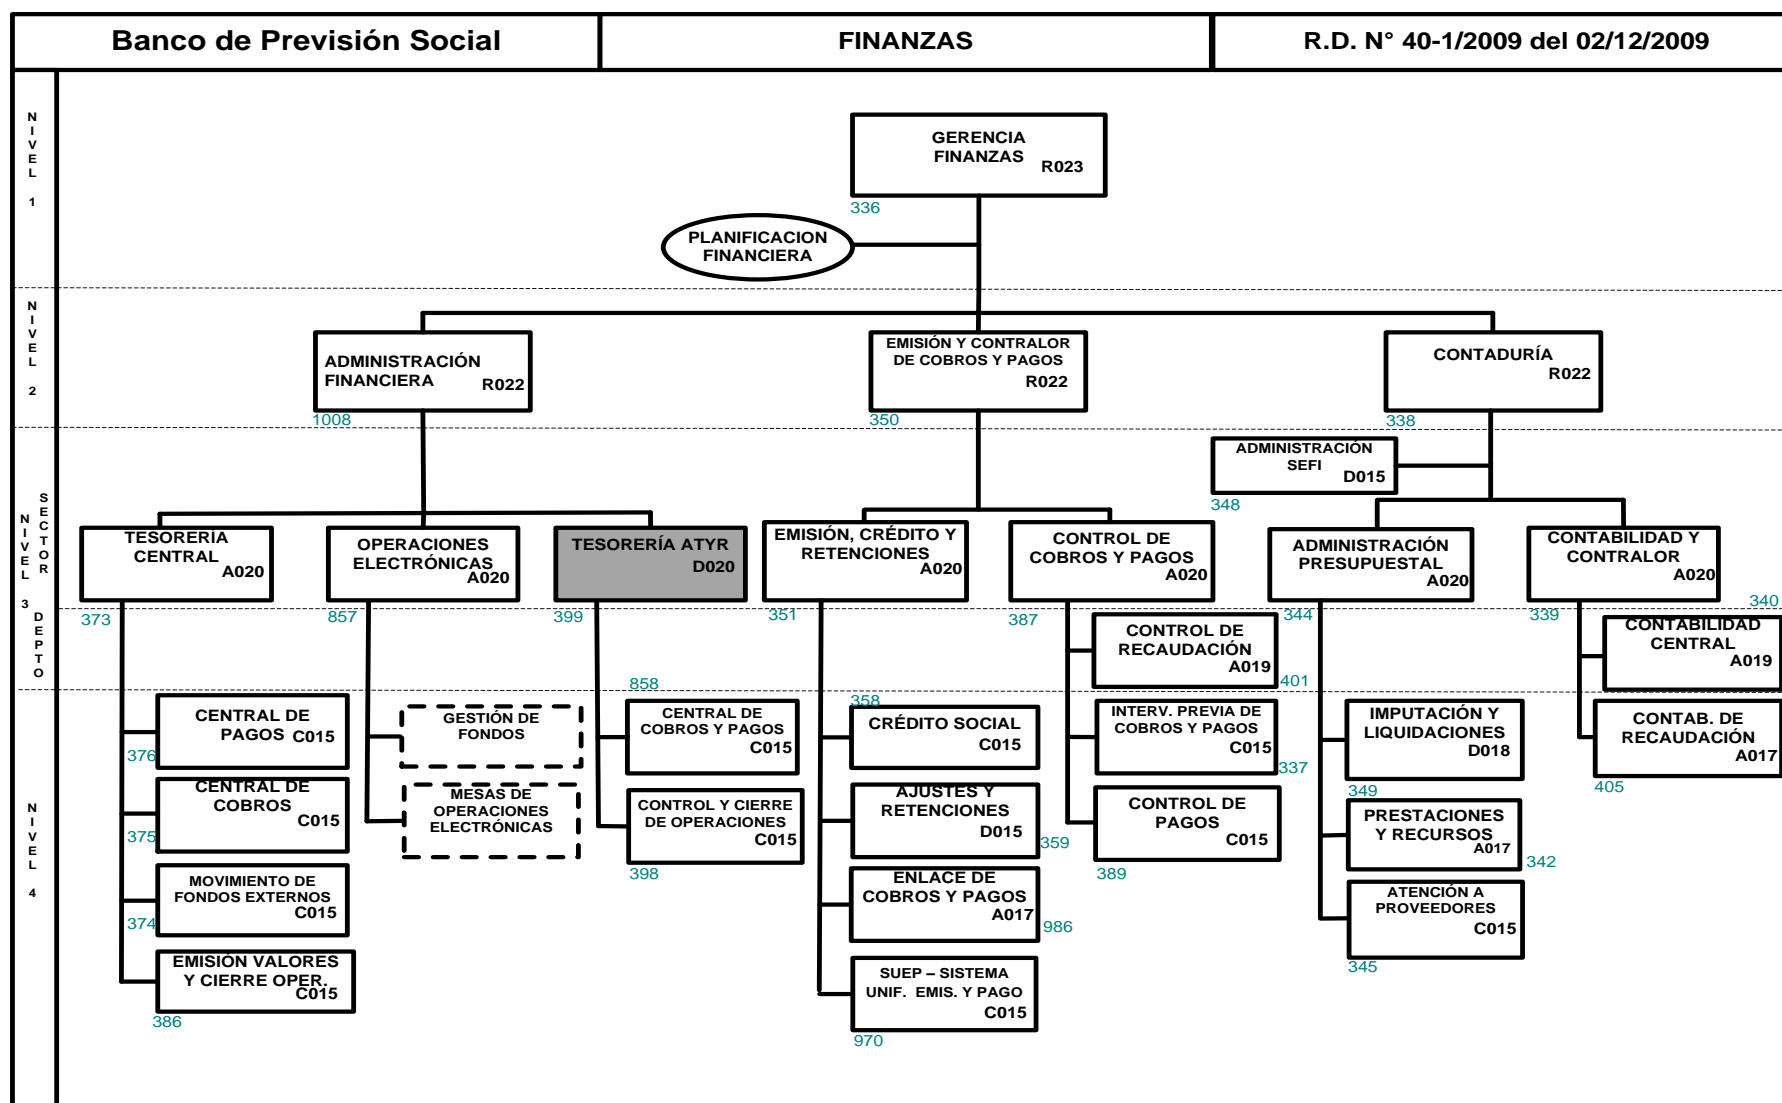 Banco de Previsión Social
FINANZAS
R.D. N° 40-1/2009 del 02/12/2009
NIVEL 1
GERENCIA
FINANZAS
R023
336
PLANIFICACION
FINANCIERA
NIVEL 2
ADMINISTRACIÓN
FINANCIERA
R022
1008
EMISIÓN Y CONTRALOR
DE COBROS Y PAGOS
R022
350
CONTADURÍA
R022
338
NIVEL 3
SECTOR
ADMINISTRACIÓN
SEFI
D015
348
TESORERÍA
CENTRAL
A020
373
OPERACIONES
ELECTRÓNICAS
A020
857
TESORERÍA ATYR
D020
399
EMISIÓN, CRÉDITO Y
RETENCIONES
A020
351
CONTROL DE
COBROS Y PAGOS
A020
387
ADMINISTRACIÓN
PRESUPUESTAL
A020
344
CONTABILIDAD Y
CONTRALOR
A020
339
340
DEPTO
CONTROL DE
RECAUDACIÓN
A019
401
CONTABILIDAD
CENTRAL
A019
NIVEL 4
CENTRAL DE
PAGOS C015
376
CENTRAL DE
COBROS
C015
375
MOVIMIENTO DE
FONDOS EXTERNOS
C015
374
EMISIÓN VALORES
Y CIERRE OPER.
C015
386
GESTIÓN DE
FONDOS
MESAS DE
OPERACIONES
ELECTRÓNICAS
858
CENTRAL DE
COBROS Y PAGOS
C015
CONTROL Y CIERRE
DE OPERACIONES
C015
398
358
CRÉDITO SOCIAL
C015
AJUSTES Y
RETENCIONES
D015
359
ENLACE DE
COBROS Y PAGOS
A017
986
SUEP – SISTEMA
UNIF. EMIS. Y PAGO
C015
970
INTERV. PREVIA DE
COBROS Y PAGOS
C015
337
CONTROL DE
PAGOS
C015
389
IMPUTACIÓN Y
LIQUIDACIONES
D018
349
PRESTACIONES
Y RECURSOS
A017
342
ATENCIÓN A
PROVEEDORES
C015
345
CONTAB. DE
RECAUDACIÓN
A017
405